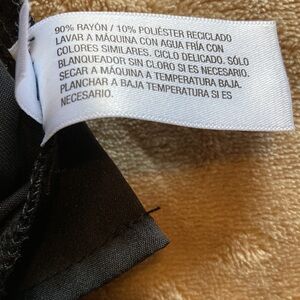 90% RAYÓN / 10% POLIÉSTER RECICLADO
LAVAR A MÁQUINA CON AGUA FRÍA CON
COLORES SIMILARES. CICLO DELICADO. SÓLO
BLANQUEADOR SIN CLORO SI ES NECESARIO.
SECAR A MÁQUINA A TEMPERATURA BAJA.
PLANCHAR A BAJA TEMPERATURA SI ES
NECESARIO.